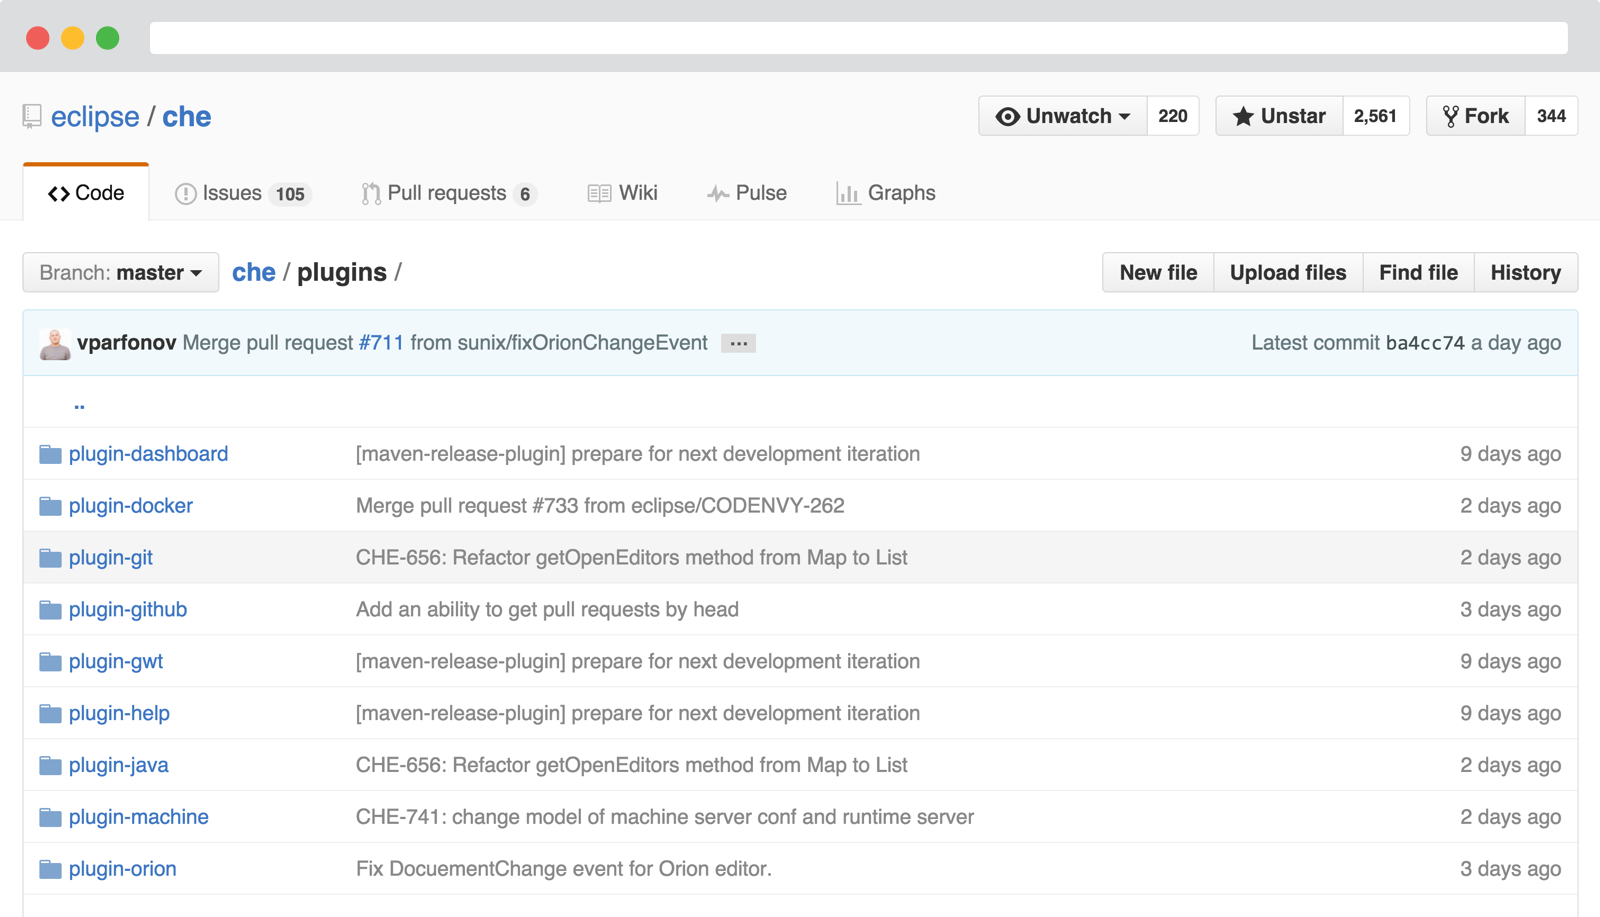 eclipse / che
Unwatch 220
Unstar 2,561
Fork 344
Code
Issues 105
Pull requests 6
Wiki
Pulse
Graphs
Branch: master
che / plugins /
New file
Upload files
Find file
History
vparfonov Merge pull request #711 from sunix/fixOrionChangeEvent ...
Latest commit ba4cc74 a day ago
..
plugin-dashboard [maven-release-plugin] prepare for next development iteration 9 days ago
plugin-docker Merge pull request #733 from eclipse/CODENVY-262 2 days ago
plugin-git CHE-656: Refactor getOpenEditors method from Map to List 2 days ago
plugin-github Add an ability to get pull requests by head 3 days ago
plugin-gwt [maven-release-plugin] prepare for next development iteration 9 days ago
plugin-help [maven-release-plugin] prepare for next development iteration 9 days ago
plugin-java CHE-656: Refactor getOpenEditors method from Map to List 2 days ago
plugin-machine CHE-741: change model of machine server conf and runtime server 2 days ago
plugin-orion Fix DocuementChange event for Orion editor. 3 days ago